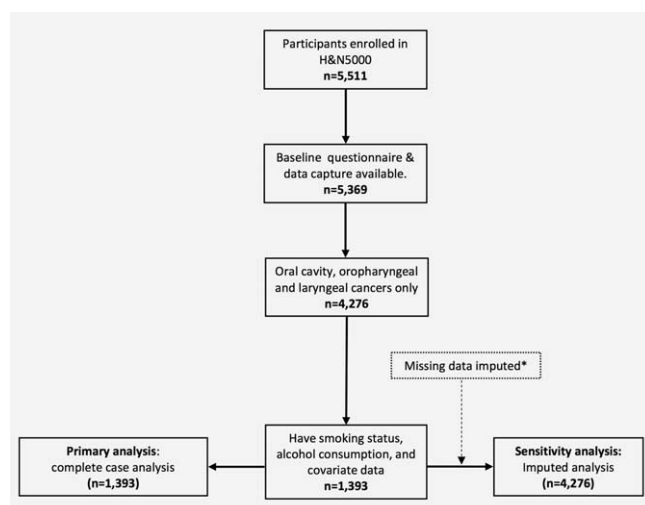 Participants enrolled in
H&N5000
n=5,511
Baseline questionnaire &
data capture available.
n=5,369
Oral cavity, oropharyngeal
and laryngeal cancers only
n=4,276
Missing data imputed*
Primary analysis:
complete case analysis
(n=1,393)
Have smoking status,
alcohol consumption, and
covariate data
n=1,393
Sensitivity analysis:
Imputed analysis
(n=4,276)